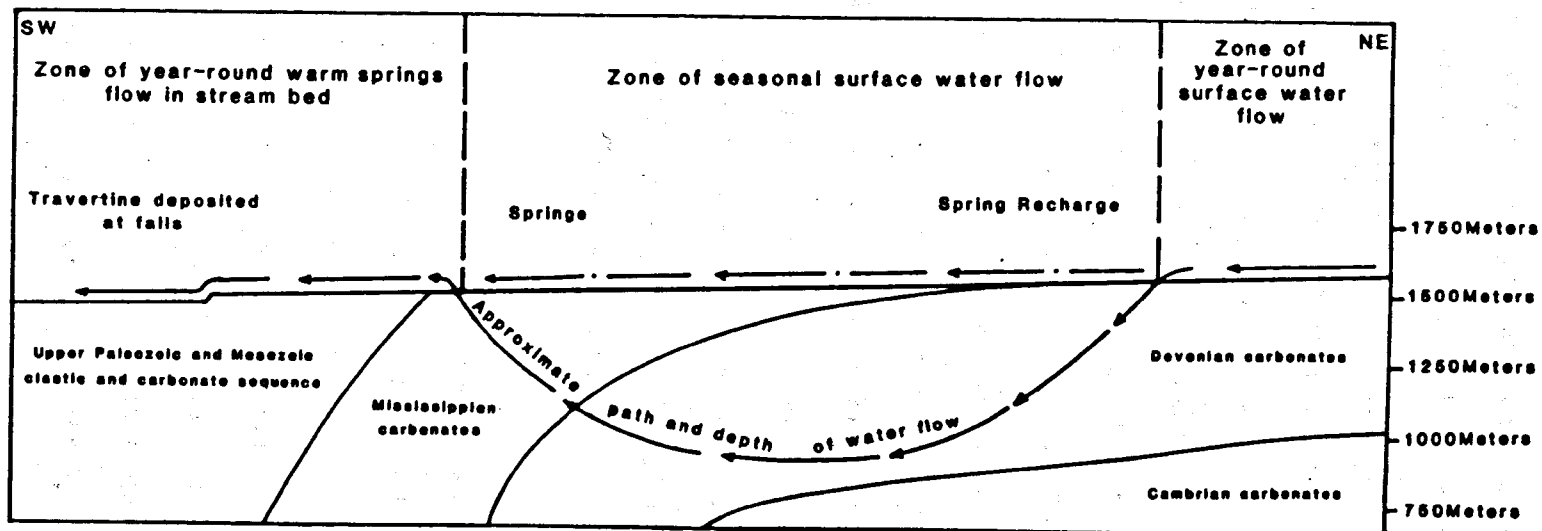 SW
NE
Zone of year-round warm springs
flow in stream bed
Zone of seasonal surface water flow
Zone of
year-round
surface water
flow
Travertine deposited
at falls
Springe
Spring Recharge
1750Meters
1500Meters
1250Meters
1000Meters
750Meters
Approximate path and depth of water flow
Upper Paleozoic and Mesozoic
clastic and carbonate sequence
Mississippian
carbonates
Devonian carbonates
Cambrian carbonates